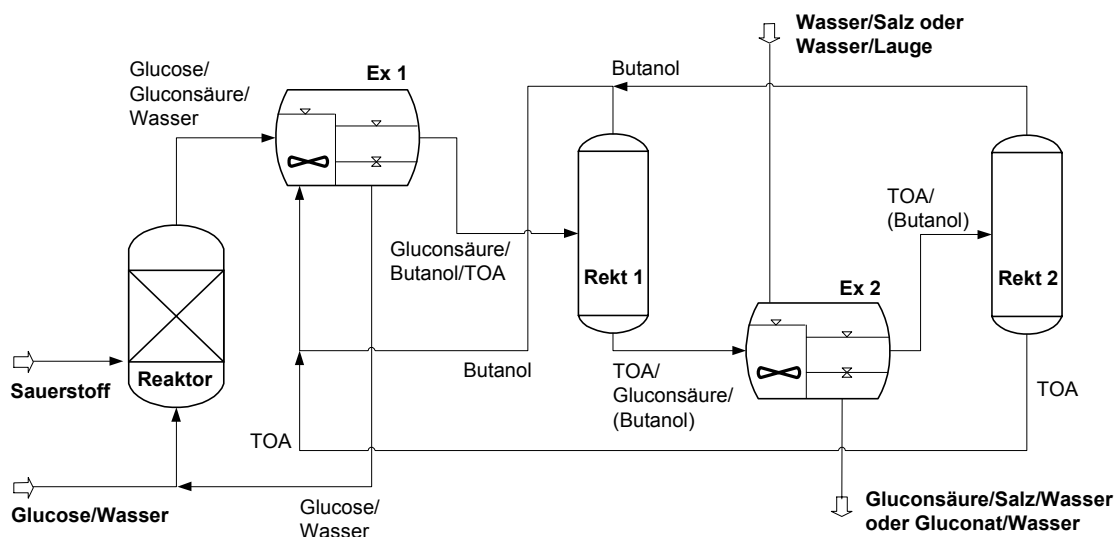 Wasser/Salz oder
Wasser/Lauge
Butanol
Glucose/
Gluconsäure/
Wasser
Ex 1
TOA/
(Butanol)
Gluconsäure/
Butanol/TOA
Rekt 1
Ex 2
Rekt 2
Reaktor
Sauerstoff
Butanol
TOA/
Gluconsäure/
(Butanol)
TOA
TOA
Glucose/
Wasser
Glucose/Wasser
Gluconsäure/Salz/Wasser
oder Gluconat/Wasser